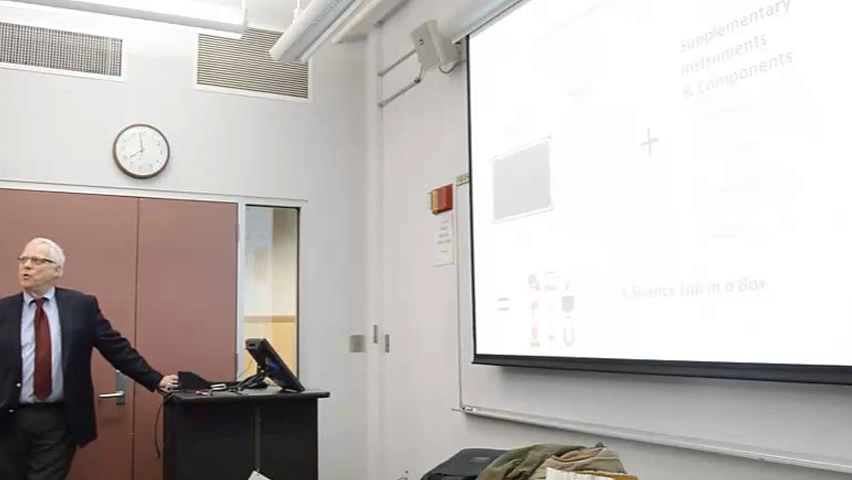 Supplementary
Instruments
& Components
+
=
A Science Lab in a Box